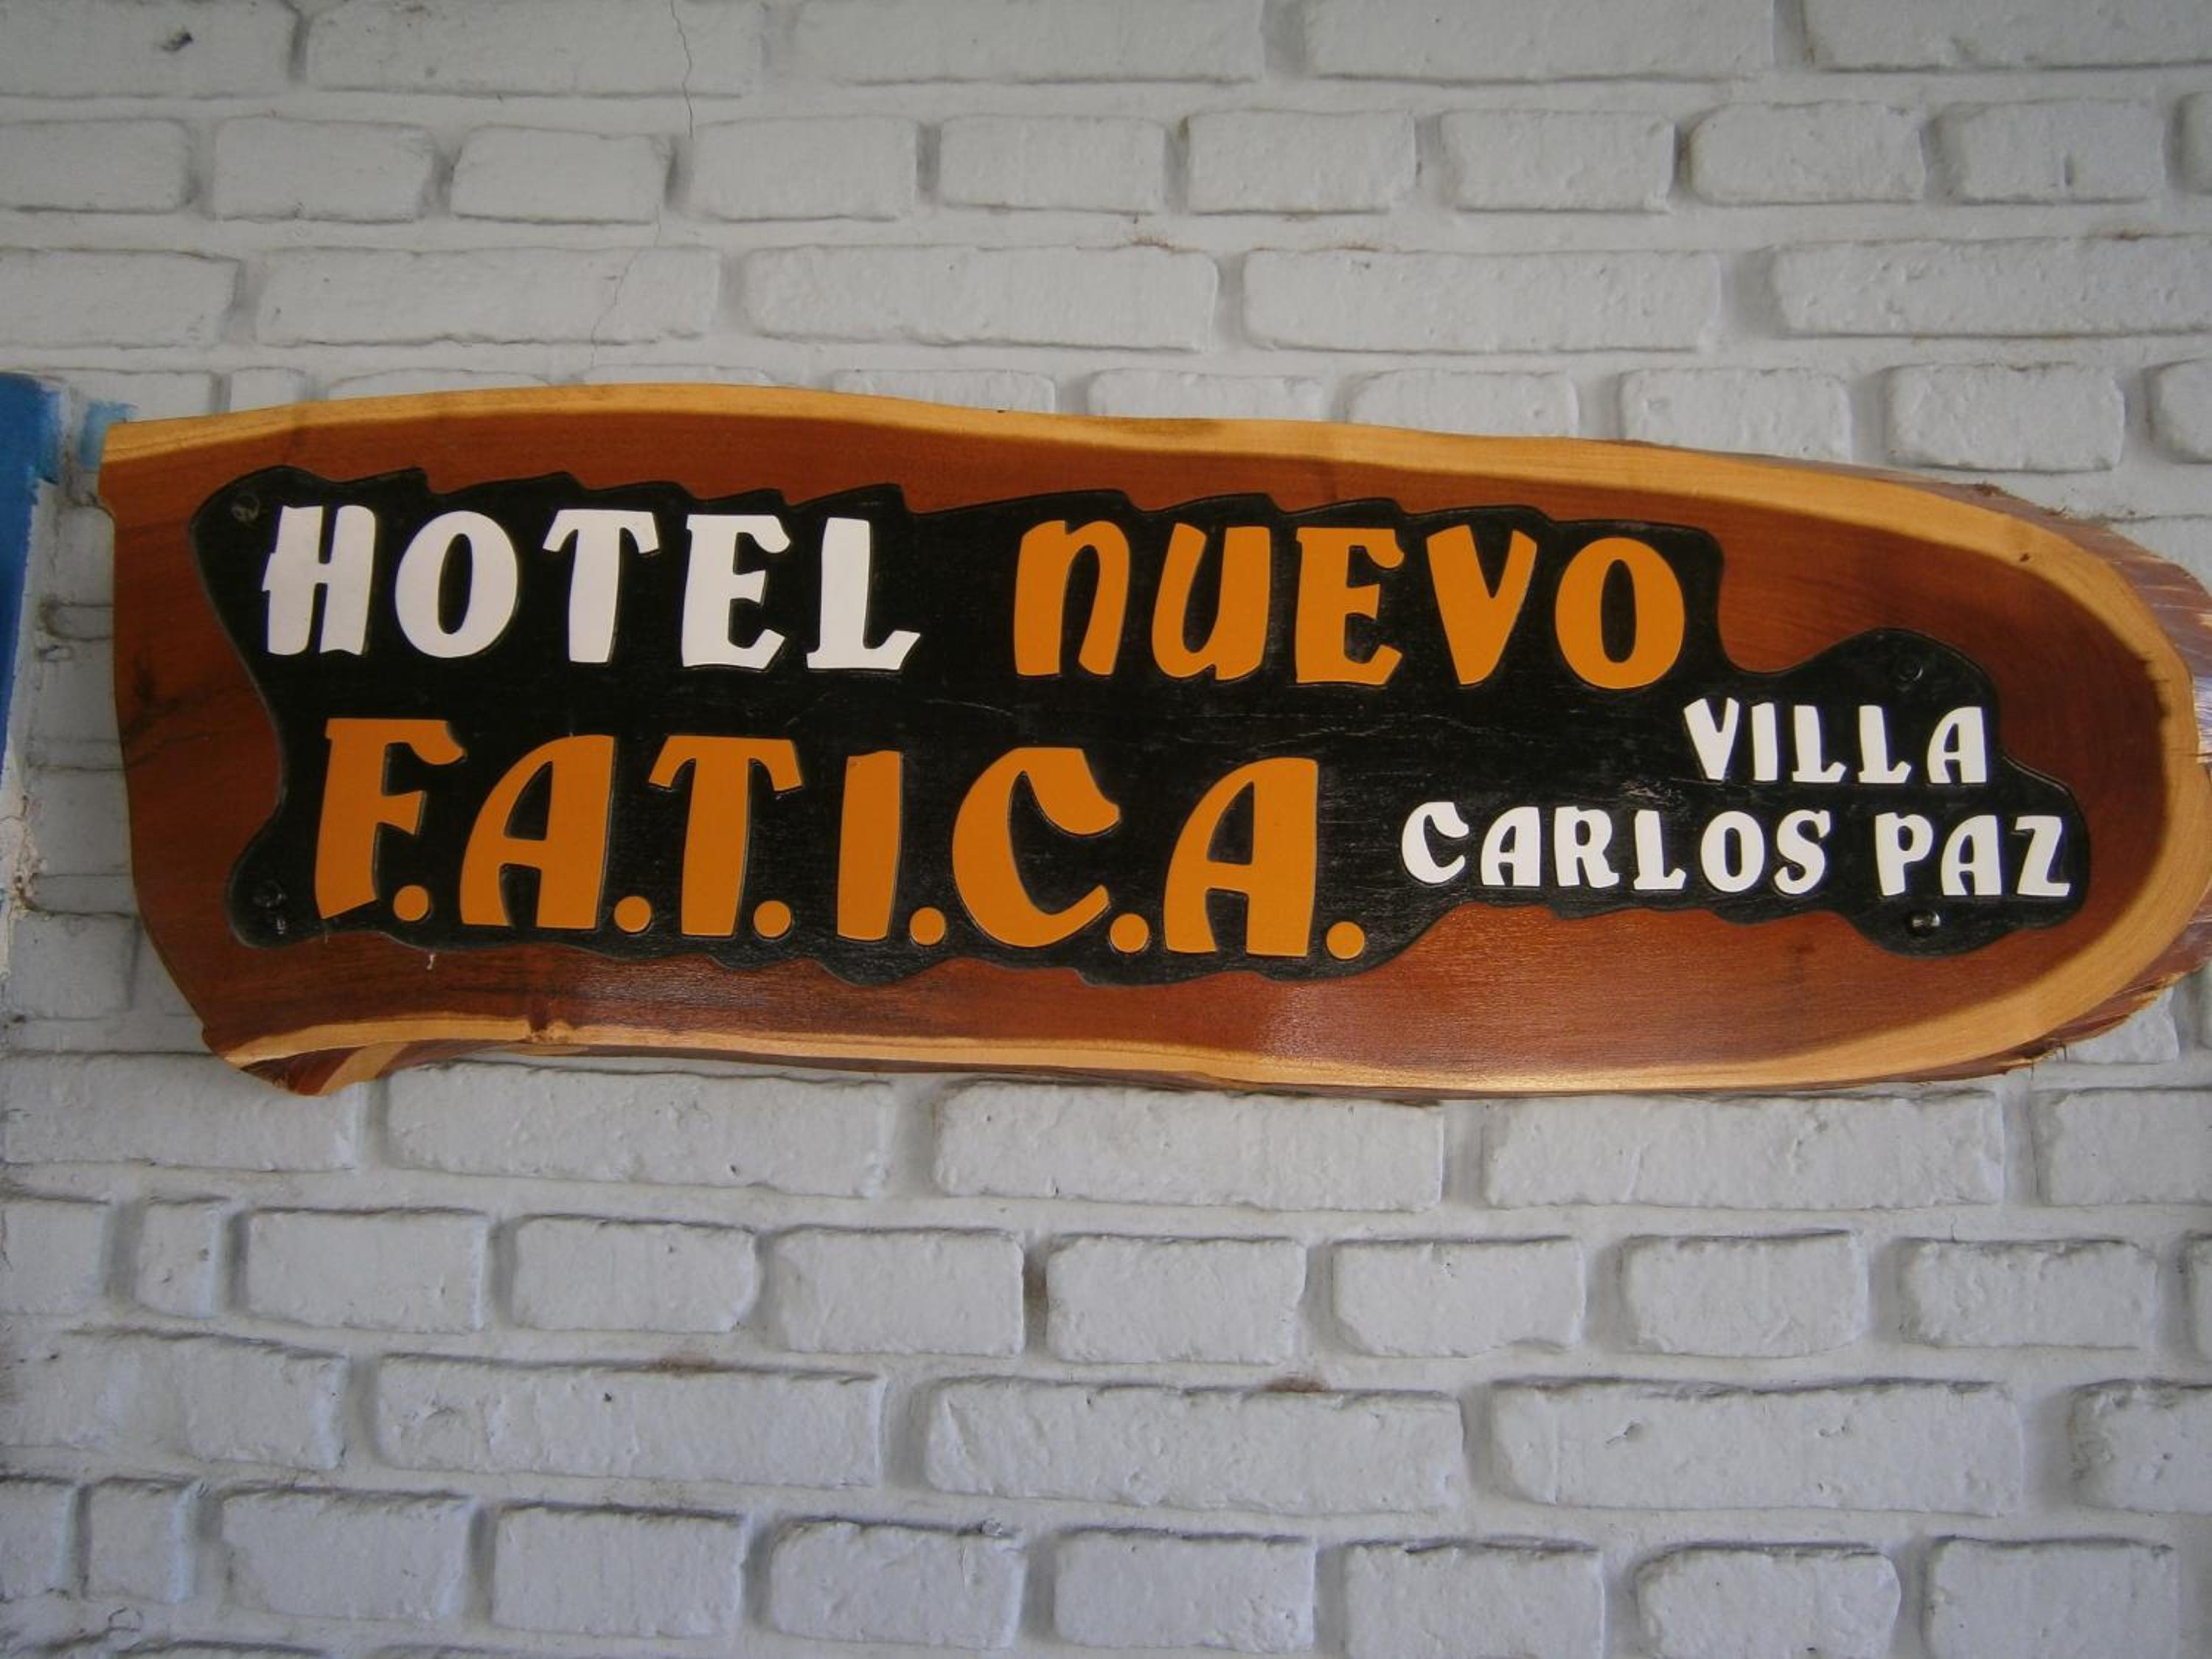 HOTEL NUEVO
F.A.T.I.C.A.
VILLA
CARLOS PAZ